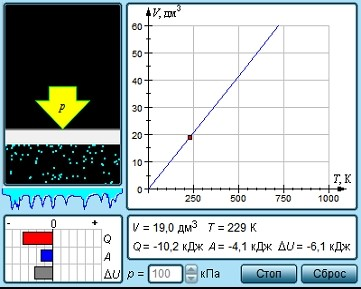 p
V, дм3
60
50
40
30
20
10
0
0 250 500 750 1000
T, К
- 0 +
Q
A
ΔU
V = 19,0 дм3 T = 229 К
Q = -10,2 кДж A = -4,1 кДж ΔU = -6,1 кДж
p = 100 кПа Стоп Сброс